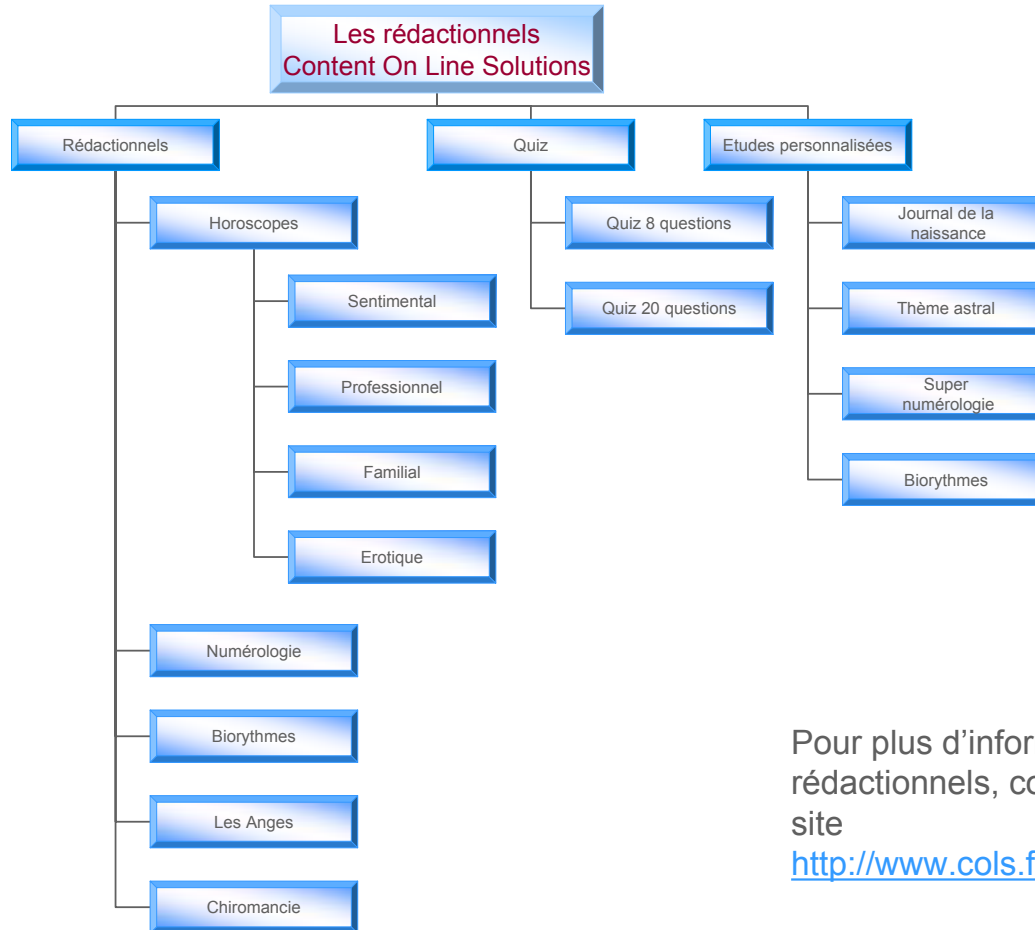 Les rédactionnels
Content On Line Solutions
Rédactionnels
Quiz
Etudes personnalisées
Horoscopes
Quiz 8 questions
Journal de la
naissance
Sentimental
Quiz 20 questions
Thème astral
Professionnel
Super
numérologie
Familial
Biorythmes
Erotique
Numérologie
Biorythmes
Les Anges
Chiromancie
Pour plus
rédactionnels,
site
http://www.cols.f